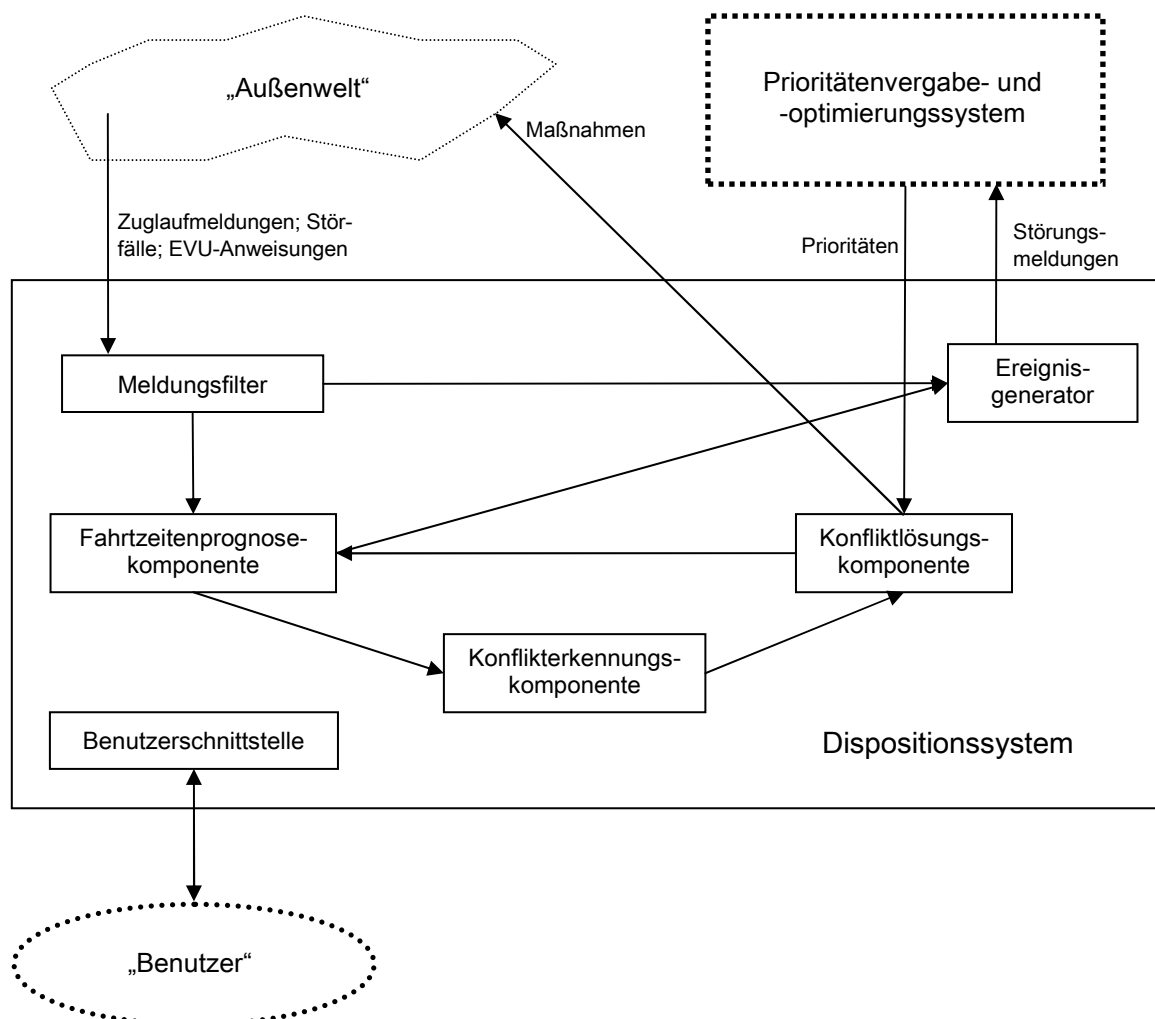 „Außenwelt“
Prioritätenvergabe- und
-optimierungssystem
Maßnahmen
Zuglaufmeldungen; Stör-
fälle; EVU-Anweisungen
Prioritäten
Störungs-
meldungen
Meldungsfilter
Ereignis-
generator
Fahrtzeitenprognose-
komponente
Konfliktlösungs-
komponente
Konflikterkennungs-
komponente
Benutzerschnittstelle
Dispositionssystem
„Benutzer“